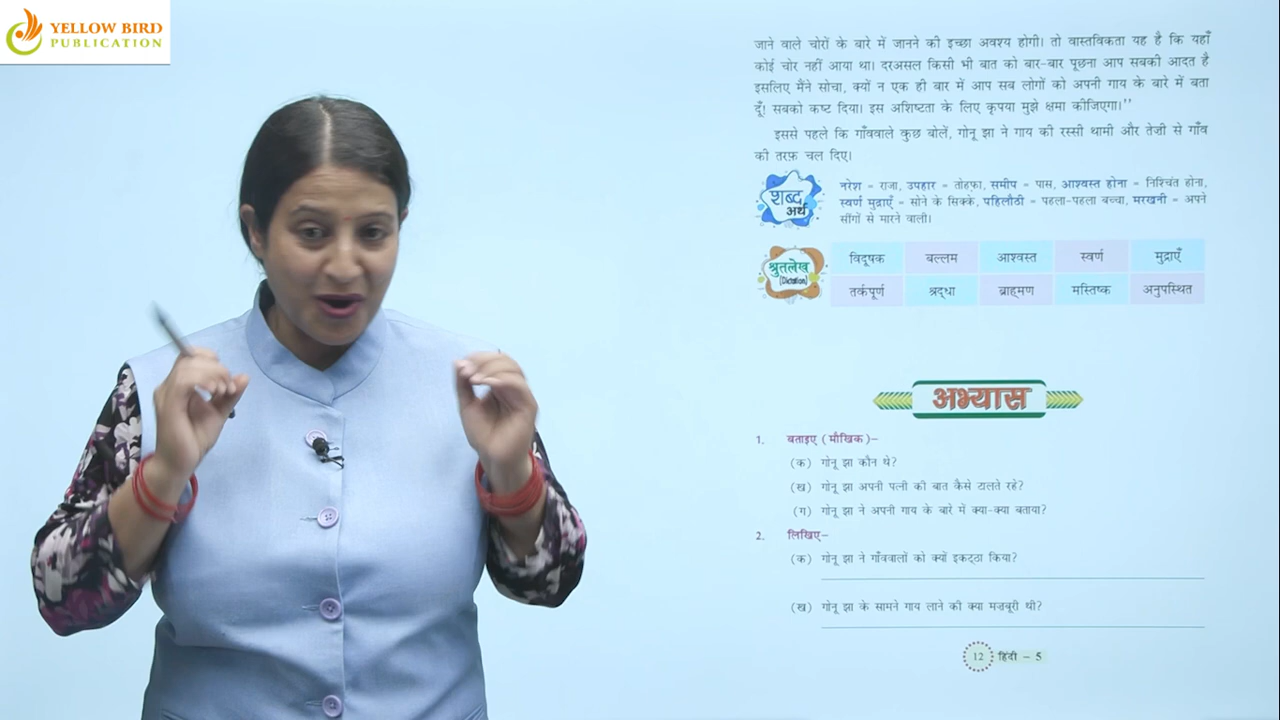 YELLOW BIRD
PUBLICATION
जाने वाले चोरों के बारे में जानने की इच्छा अवश्य होगी। तो वास्तविकता यह है कि यहाँ
कोई चोर नहीं आया था। दरअसल किसी भी बात को बार-बार पूछना आप सबकी आदत है
इसलिए मैंने सोचा, क्यों न एक ही बार में आप सब लोगों को अपनी गाय के बारे में बता
दूँ! सबको कष्ट दिया। इस अशिष्टता के लिए कृपया मुझे क्षमा कीजिएगा।''
इससे पहले कि गाँववाले कुछ बोलें, गोनू झा ने गाय की रस्सी थामी और तेजी से गाँव
की तरफ़ चल दिए।
शब्द
अर्थ
नरेश = राजा, उपहार = तोहफ़ा, समीप = पास, आश्वस्त होना = निश्चिंत होना,
स्वर्ण मुद्राएँ = सोने के सिक्के, पहिलौठी = पहला-पहला बच्चा, मरखनी = अपने
सींगों से मारने वाली।
श्रुतलेख
(Dictation)
विदूषक बल्लम आश्वस्त स्वर्ण मुद्राएँ
तर्कपूर्ण श्रद्धा ब्राह्मण मस्तिष्क अनुपस्थित
अभ्यास
1. बताइए (मौखिक)–
(क) गोनू झा कौन थे?
(ख) गोनू झा अपनी पत्नी की बात कैसे टालते रहे?
(ग) गोनू झा ने अपनी गाय के बारे में क्या-क्या बताया?
2. लिखिए–
(क) गोनू झा ने गाँववालों को क्यों इकट्ठा किया?
(ख) गोनू झा के सामने गाय लाने की क्या मजबूरी थी?
12 हिंदी – 5